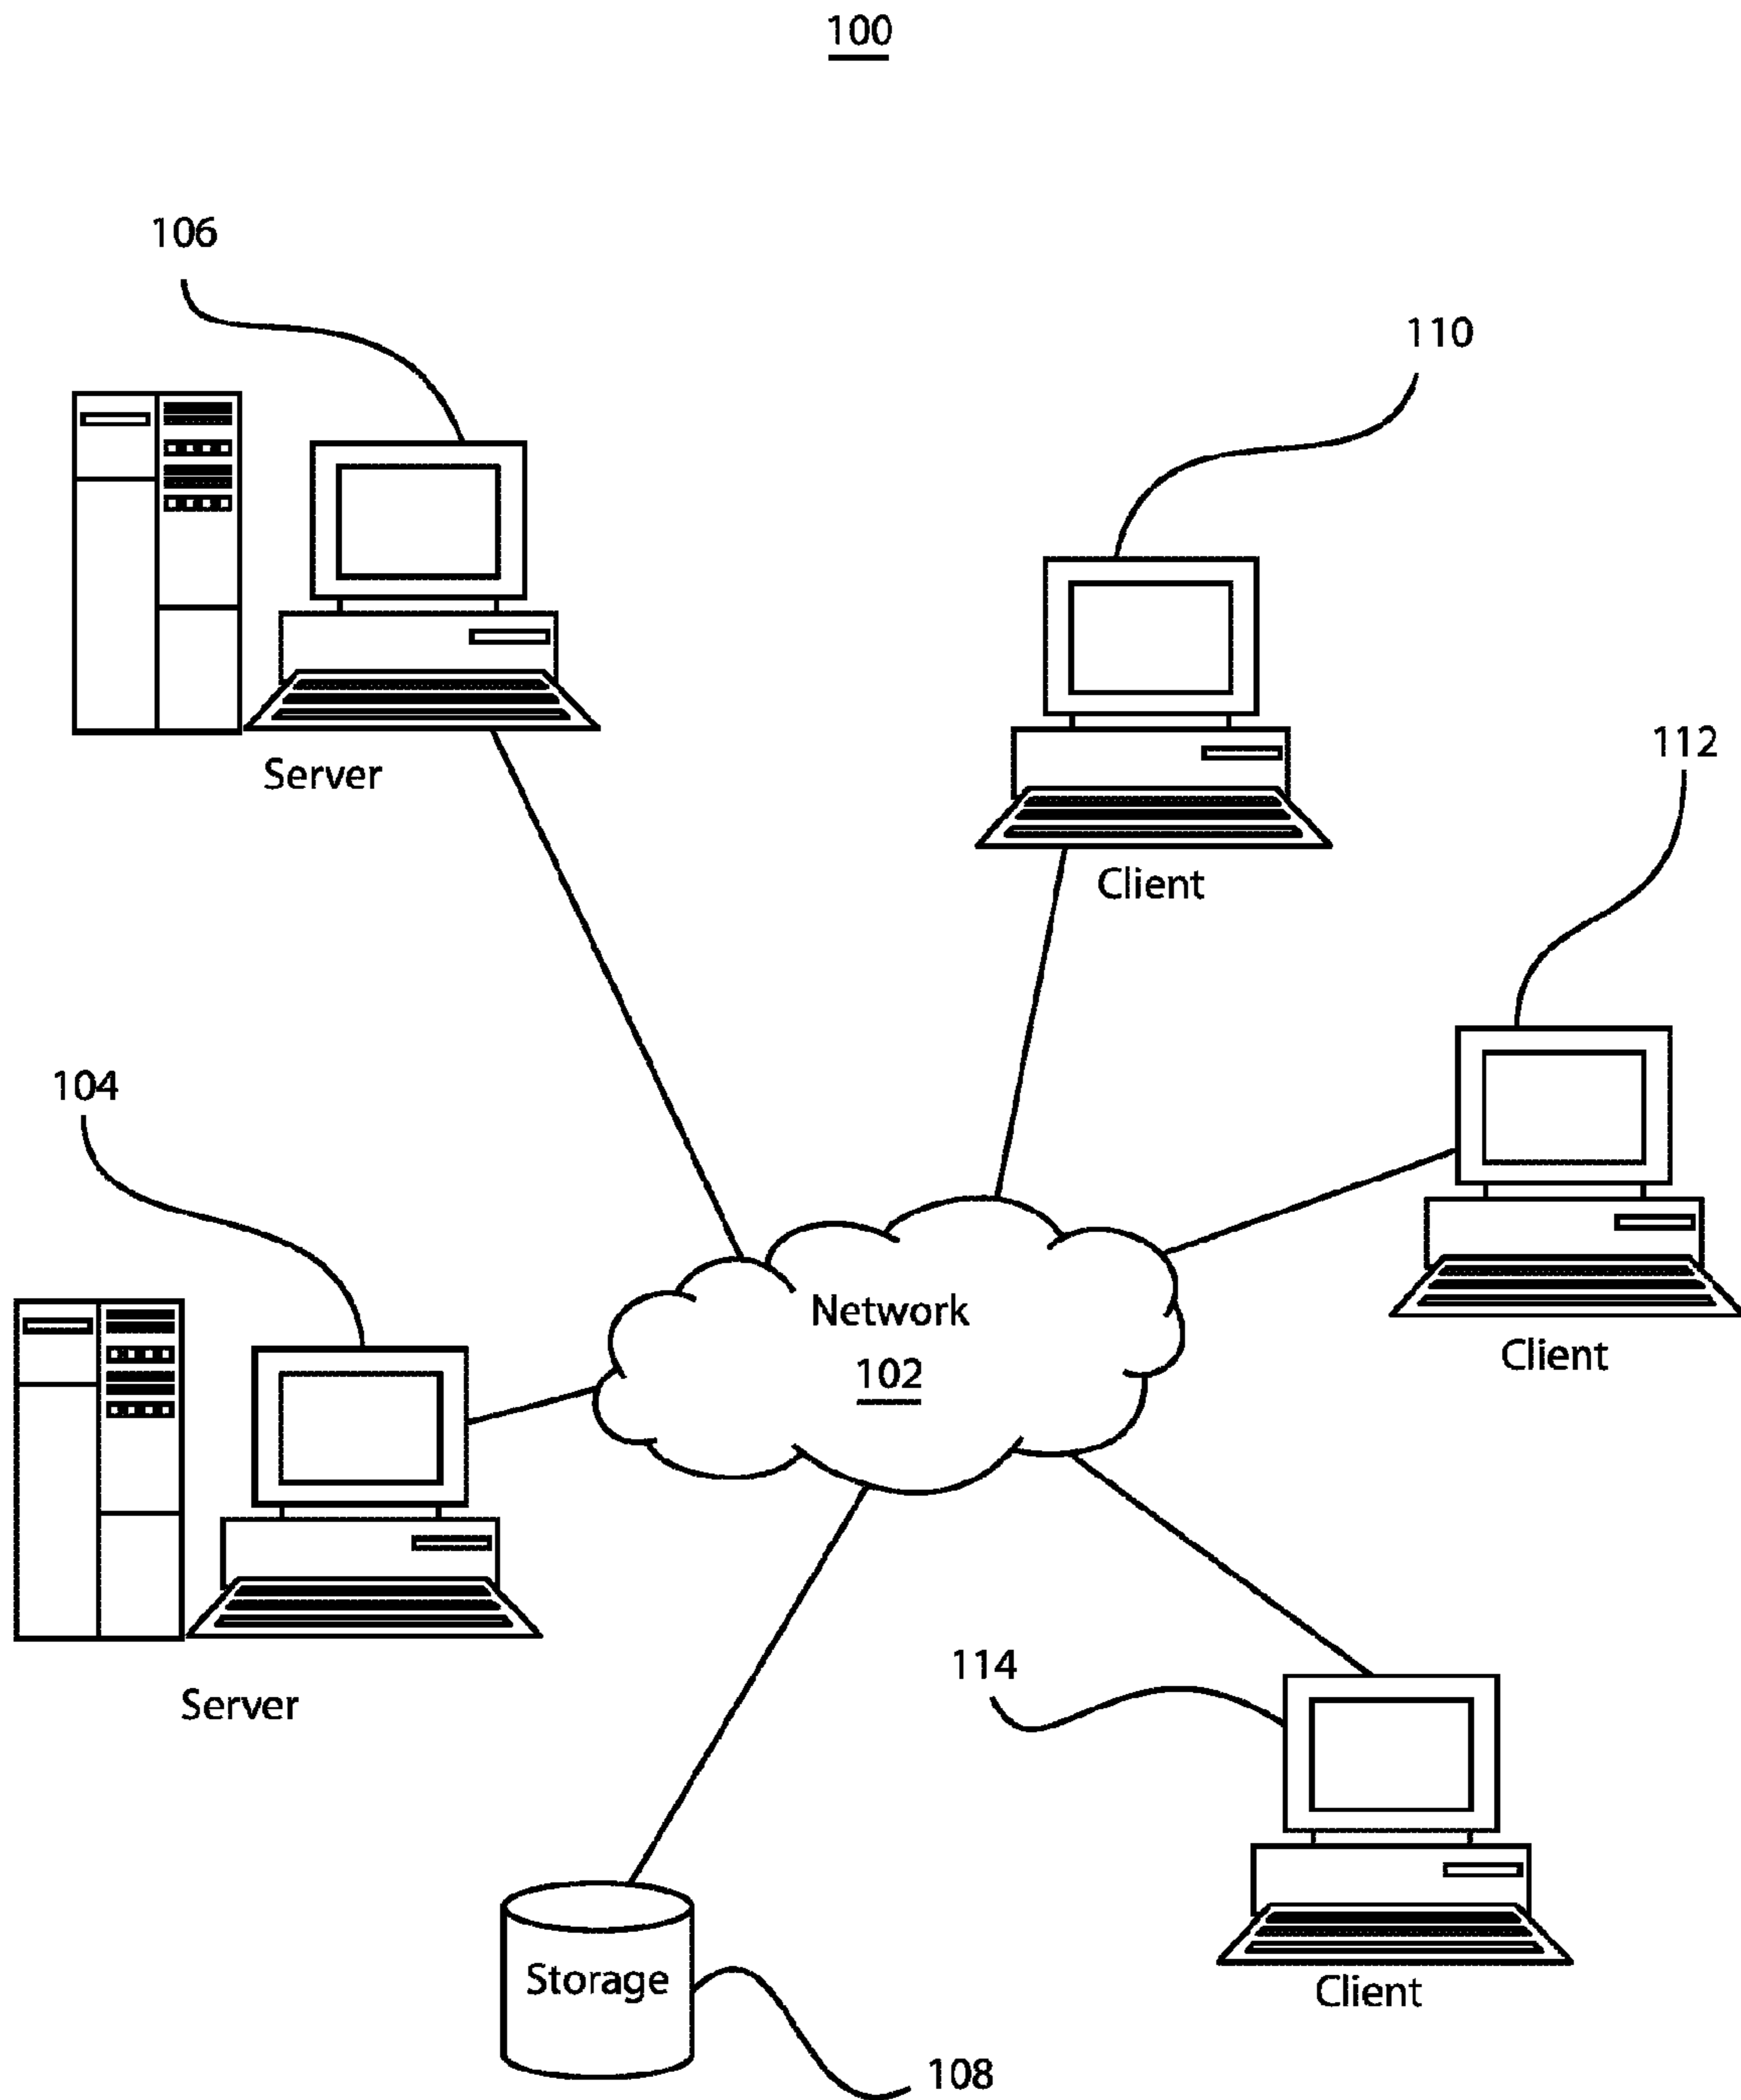 100
106
110
Server
112
Client
104
Network
102
Client
Server
114
Storage
Client
108